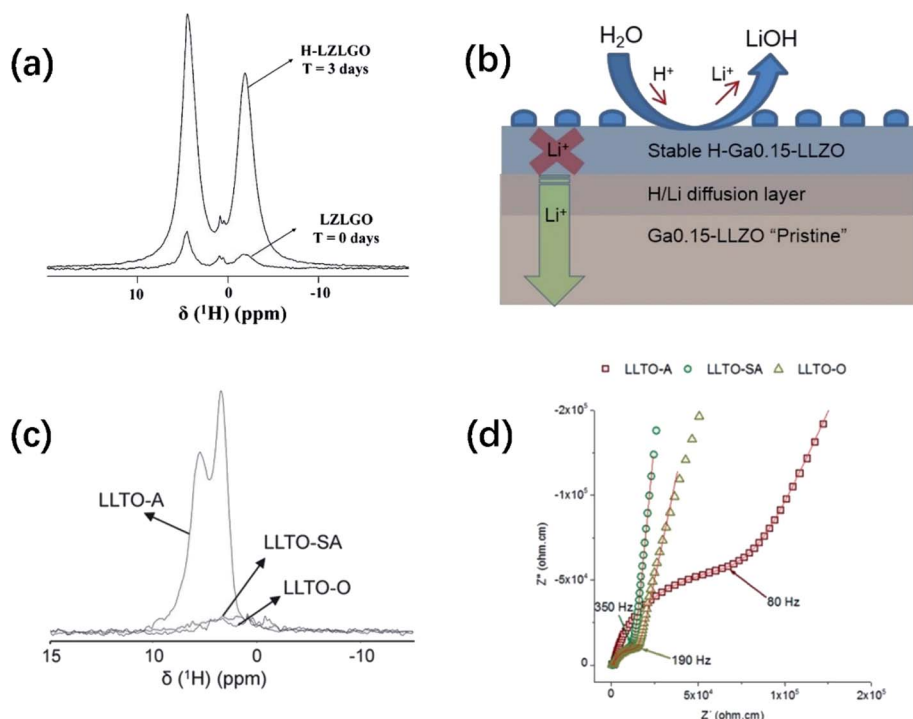 (a)
H-LZLGO
T = 3 days
LZLGO
T = 0 days
10 0 -10
δ (¹H) (ppm)
(b)
H₂O LiOH
H⁺ Li⁺
Li⁺ Stable H-Ga0.15-LLZO
H/Li diffusion layer
Li⁺
Ga0.15-LLZO “Pristine”
(c)
LLTO-A
LLTO-SA
LLTO-O
15 10 5 0 -5
δ (¹H) (ppm)
(d)
LLTO-A LLTO-SA LLTO-O
-2x10⁵
-1x10⁵
-5x10⁴
0
Z" (ohm.cm)
350 Hz
80 Hz
190 Hz
0 5x10⁴ 1x10⁵ 2x10⁵
Z' (ohm.cm)